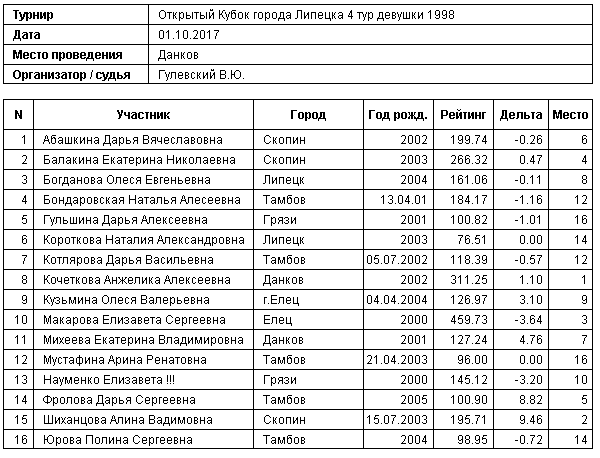 Турнир Открытый Кубок города Липецка 4 тур девушки 1998
Дата 01.10.2017
Место проведения Данков
Организатор / судья Гулевский В.Ю.
N Участник Город Год рожд. Рейтинг Дельта Место
1 Абашкина Дарья Вячеславовна Скопин 2002 199.74 -0.26 6
2 Балакина Екатерина Николаевна Скопин 2003 266.32 0.47 4
3 Богданова Олеся Евгеньевна Липецк 2004 161.06 -0.11 8
4 Бондаровская Наталья Алесеевна Тамбов 13.04.01 184.17 -1.16 12
5 Гульшина Дарья Алексеевна Грязи 2001 100.82 -1.01 16
6 Короткова Наталия Александровна Липецк 2003 76.51 0.00 14
7 Котлярова Дарья Васильевна Тамбов 05.07.2002 118.39 -0.57 12
8 Кочеткова Анжелика Алексеевна Данков 2002 311.25 1.10 1
9 Кузьмина Олеся Валерьевна г.Елец 04.04.2004 126.97 3.10 9
10 Макарова Елизавета Сергеевна Елец 2000 459.73 -3.64 3
11 Михеева Екатерина Владимировна Данков 2001 127.24 4.76 7
12 Мустафина Арина Ренатовна Тамбов 21.04.2003 96.00 0.00 16
13 Науменко Елизавета !!! Грязи 2000 145.12 -3.20 10
14 Фролова Дарья Сергеевна Тамбов 2005 100.90 8.82 5
15 Шиханцова Алина Вадимовна Скопин 15.07.2003 195.71 9.46 2
16 Юрова Полина Сергеевна Тамбов 2004 98.95 -0.72 14